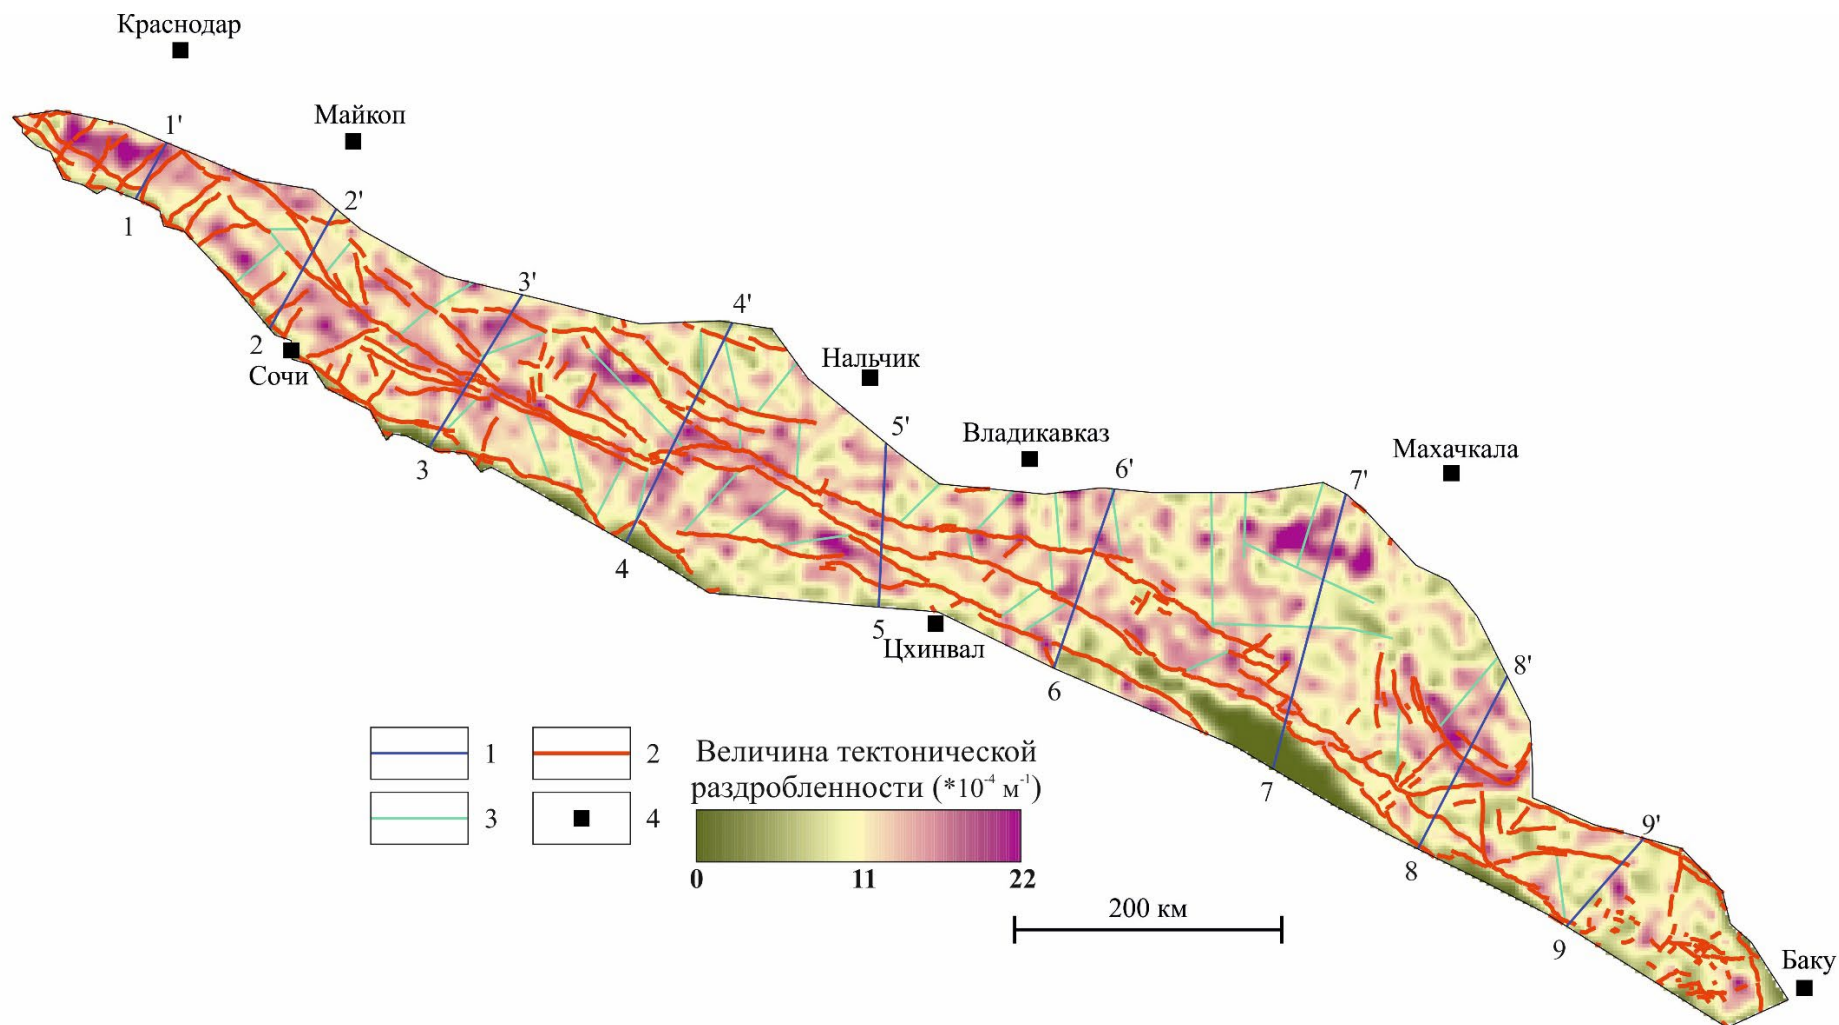 Краснодар
Майкоп
1'
1
2'
2
Сочи
3'
3
4'
4
Нальчик
5'
5
Цхинвал
Владикавказ
6'
6
Махачкала
7'
7
8'
8
9'
9
Баку
1
2
3
4
Величина тектонической
раздробленности (*10⁻⁴ м⁻¹)
0
11
22
200 км